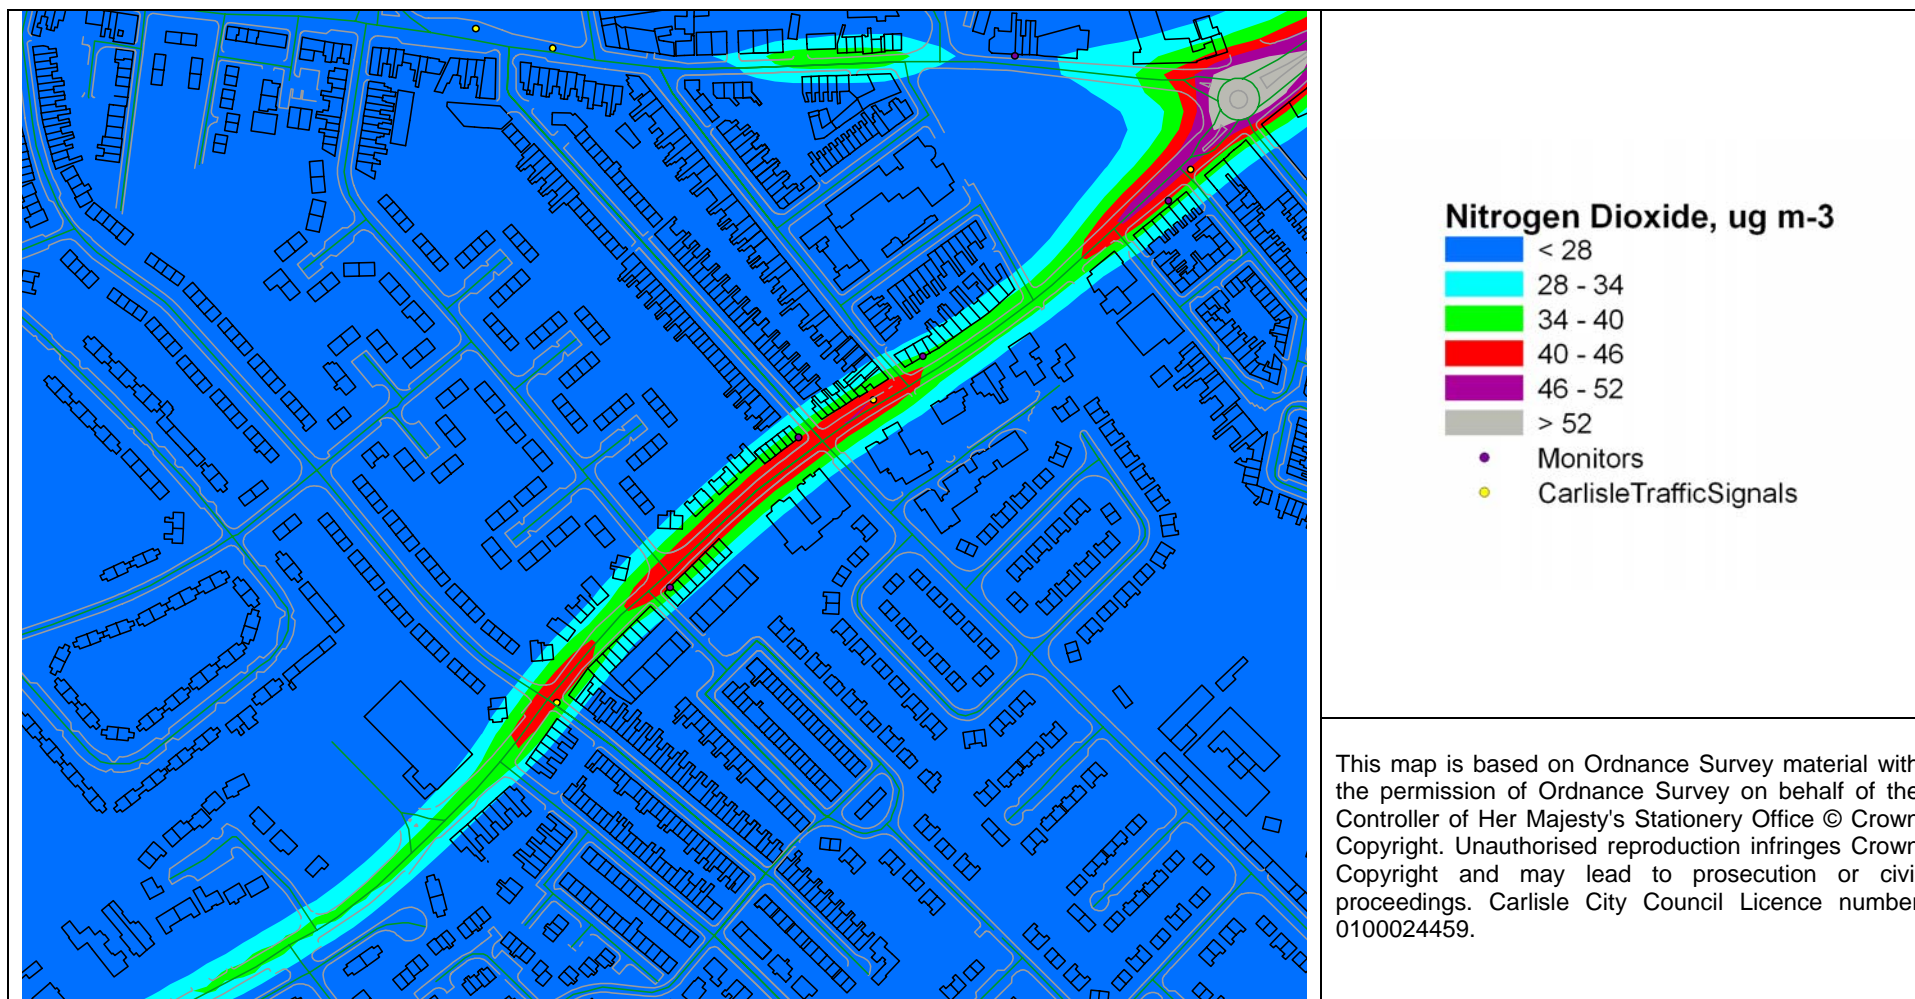 Nitrogen Dioxide, ug m-3
< 28
28 - 34
34 - 40
40 - 46
46 - 52
> 52
Monitors
CarlisleTrafficSignals
This map is based on Ordnance Survey material with
the permission of Ordnance Survey on behalf of the
Controller of Her Majesty's Stationery Office © Crown
Copyright. Unauthorised reproduction infringes Crown
Copyright and may lead to prosecution or civi
proceedings. Carlisle City Council Licence number
0100024459.